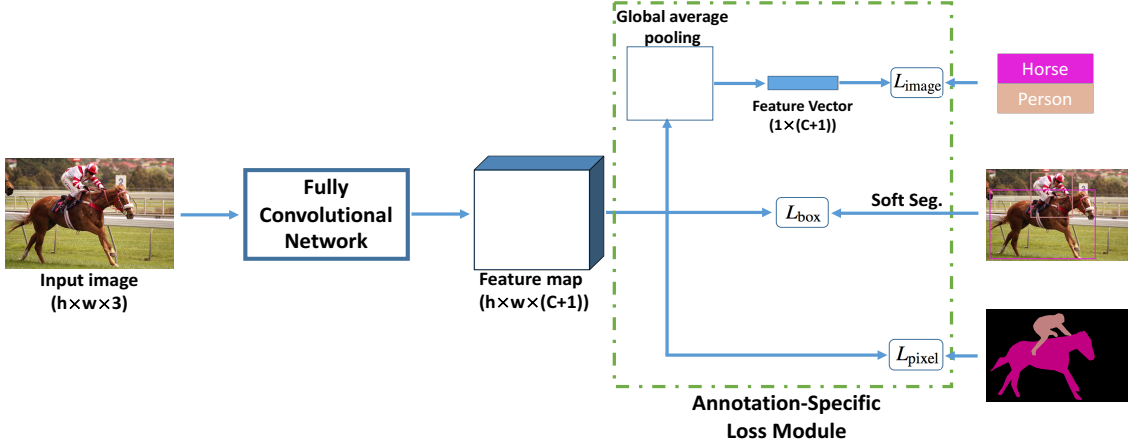 Global average
pooling
Feature Vector
(1×(C+1))
L_image
Horse
Person
Input image
(h×w×3)
Fully
Convolutional
Network
Feature map
(h×w×(C+1))
L_box
Soft Seg.
2
L_pixel
Annotation-Specific
Loss Module